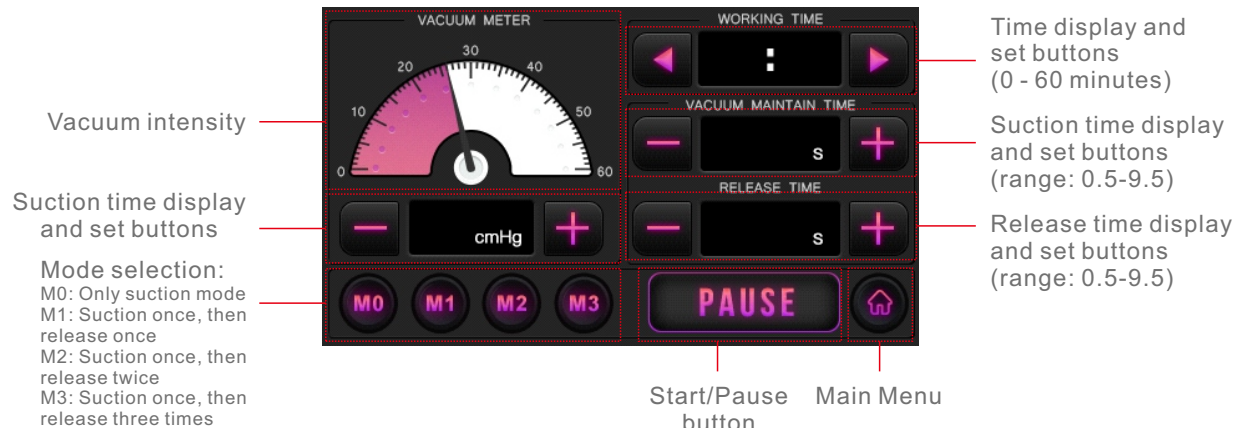 VACUUM METER
0
10
20
30
40
50
60
cmHg
M0
M1
M2
M3
WORKING TIME
:
VACUUM MAINTAIN TIME
s
RELEASE TIME
s
PAUSE
Vacuum intensity
Suction time display
and set buttons
Mode selection:
M0: Only suction mode
M1: Suction once, then
release once
M2: Suction once, then
release twice
M3: Suction once, then
release three times
Time display and
set buttons
(0 - 60 minutes)
Suction time display
and set buttons
(range: 0.5-9.5)
Release time display
and set buttons
(range: 0.5-9.5)
Start/Pause
button
Main Menu